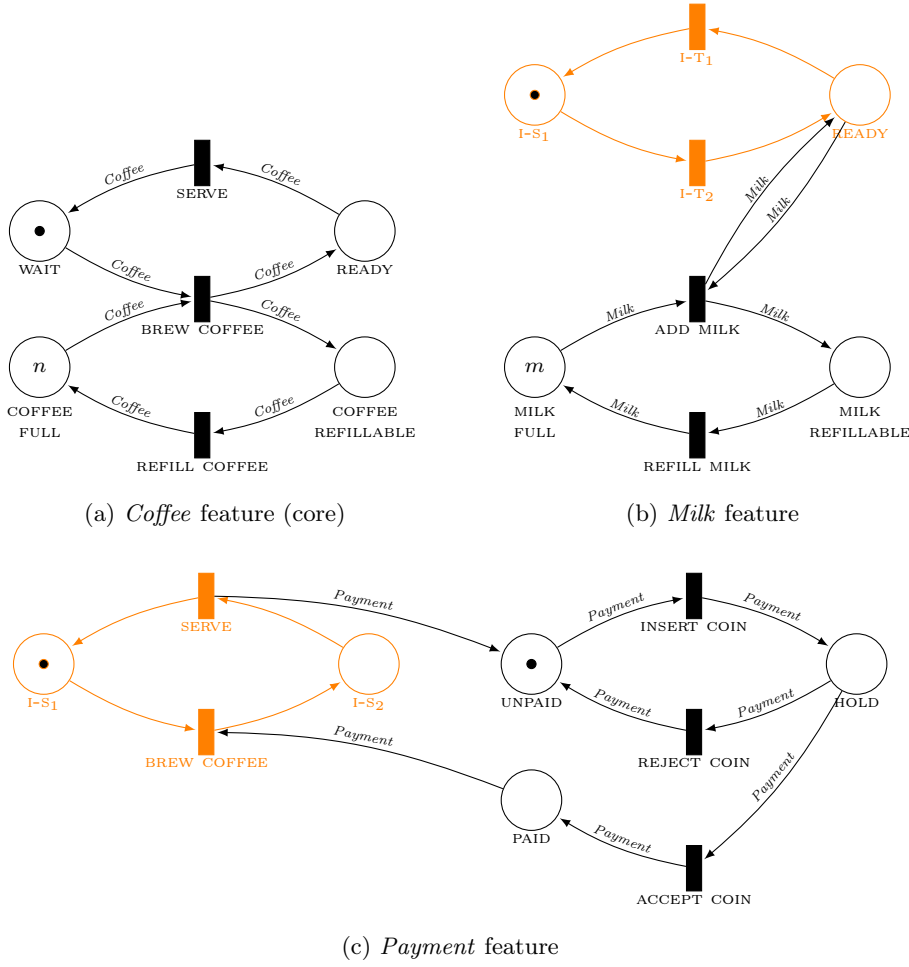 Coffee
SERVE
Coffee
WAIT
READY
Coffee
Coffee
Coffee
BREW COFFEE
Coffee
n
COFFEE
FULL
COFFEE
REFILLABLE
Coffee
Coffee
REFILL COFFEE
(a) Coffee feature (core)
I-T1
I-S1
READY
I-T2
Milk
Milk
Milk
ADD MILK
Milk
m
MILK
FULL
MILK
REFILLABLE
Milk
Milk
REFILL MILK
(b) Milk feature
SERVE
Payment
Payment
INSERT COIN
Payment
I-S1
I-S2
UNPAID
HOLD
BREW COFFEE
Payment
Payment
Payment
REJECT COIN
Payment
PAID
Payment
ACCEPT COIN
(c) Payment feature